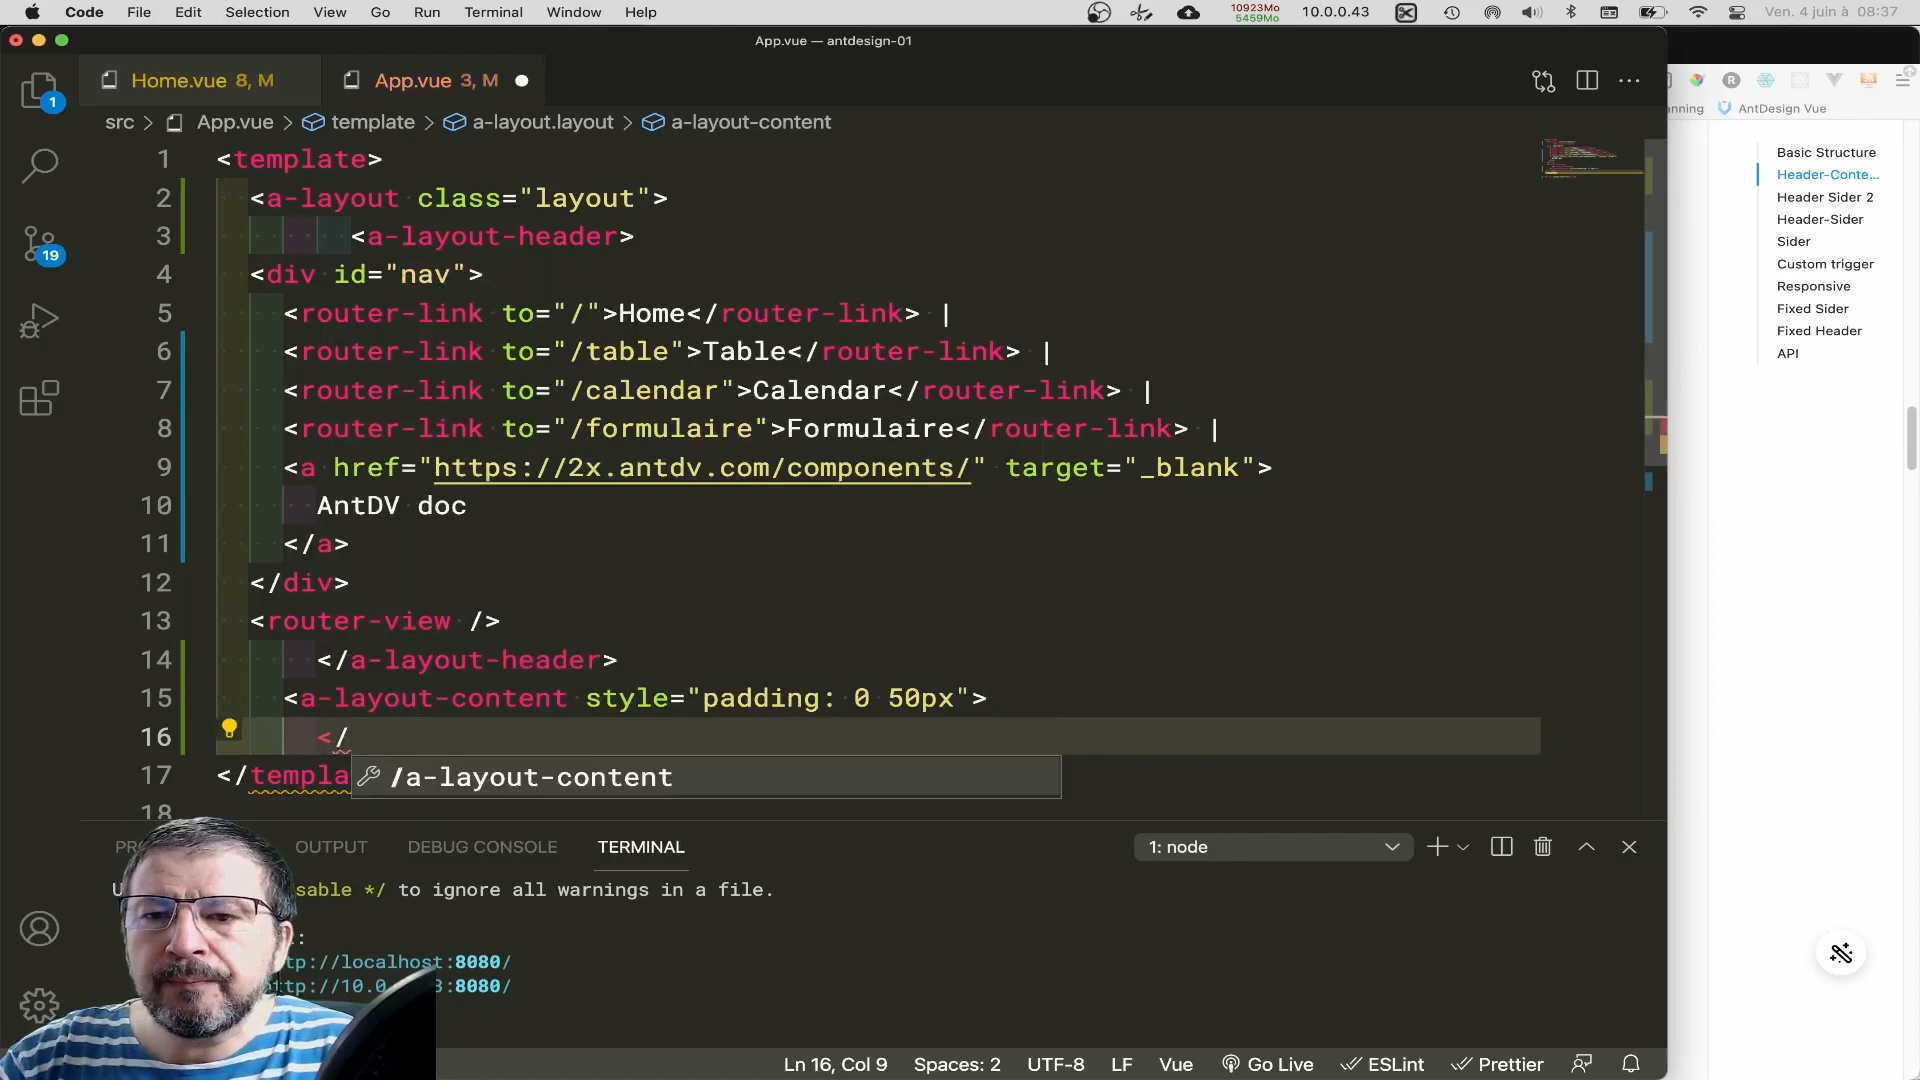 Code File Edit Selection View Go Run Terminal Window Help 10923Mo 5459Mo 10.0.0.43 Ven. 4 juin à 08:37
App.vue — antdesign-01
Home.vue 8, M App.vue 3, M
src > App.vue > template > a-layout.layout > a-layout-content
1 <template>
2 <a-layout class="layout">
3 <a-layout-header>
4 <div id="nav">
5 <router-link to="/">Home</router-link> |
6 <router-link to="/table">Table</router-link> |
7 <router-link to="/calendar">Calendar</router-link> |
8 <router-link to="/formulaire">Formulaire</router-link> |
9 <a href="https://2x.antdv.com/components/" target="_blank">
10 AntDV doc
11 </a>
12 </div>
13 <router-view />
14 </a-layout-header>
15 <a-layout-content style="padding: 0 50px">
16 </
17 </templa
/a-layout-content
18
1
19
OUTPUT DEBUG CONSOLE TERMINAL 1: node
sable */ to ignore all warnings in a file.
tp://localhost:8080/
ttp://10.0 3:8080/
Ln 16, Col 9 Spaces: 2 UTF-8 LF Vue Go Live ESLint Prettier
anning AntDesign Vue
Basic Structure
Header-Conte...
Header Sider 2
Header-Sider
Sider
Custom trigger
Responsive
Fixed Sider
Fixed Header
API